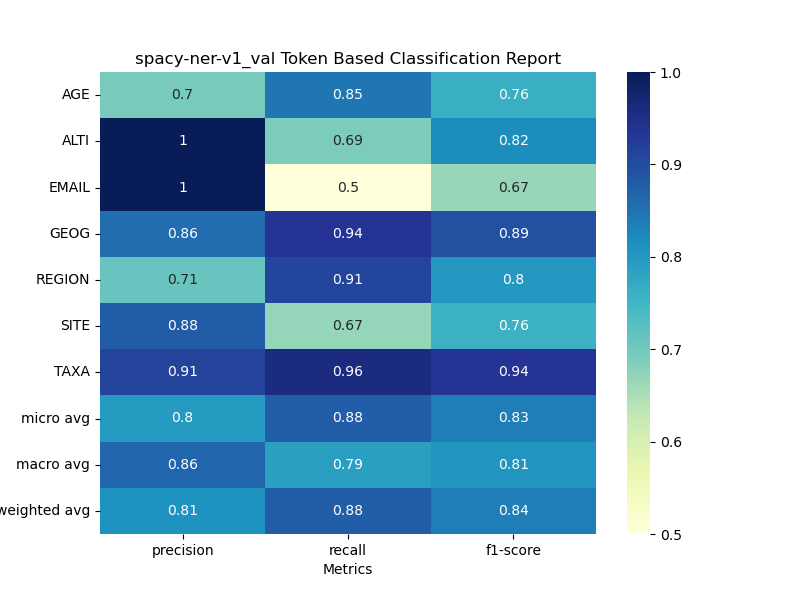 spacy-ner-v1_val Token Based Classification Report
AGE 0.7 0.85 0.76
ALTI 1 0.69 0.82
EMAIL 1 0.5 0.67
GEOG 0.86 0.94 0.89
REGION 0.71 0.91 0.8
SITE 0.88 0.67 0.76
TAXA 0.91 0.96 0.94
micro avg 0.8 0.88 0.83
macro avg 0.86 0.79 0.81
weighted avg 0.81 0.88 0.84
precision recall f1-score
Metrics
1.0
0.9
0.8
0.7
0.6
0.5